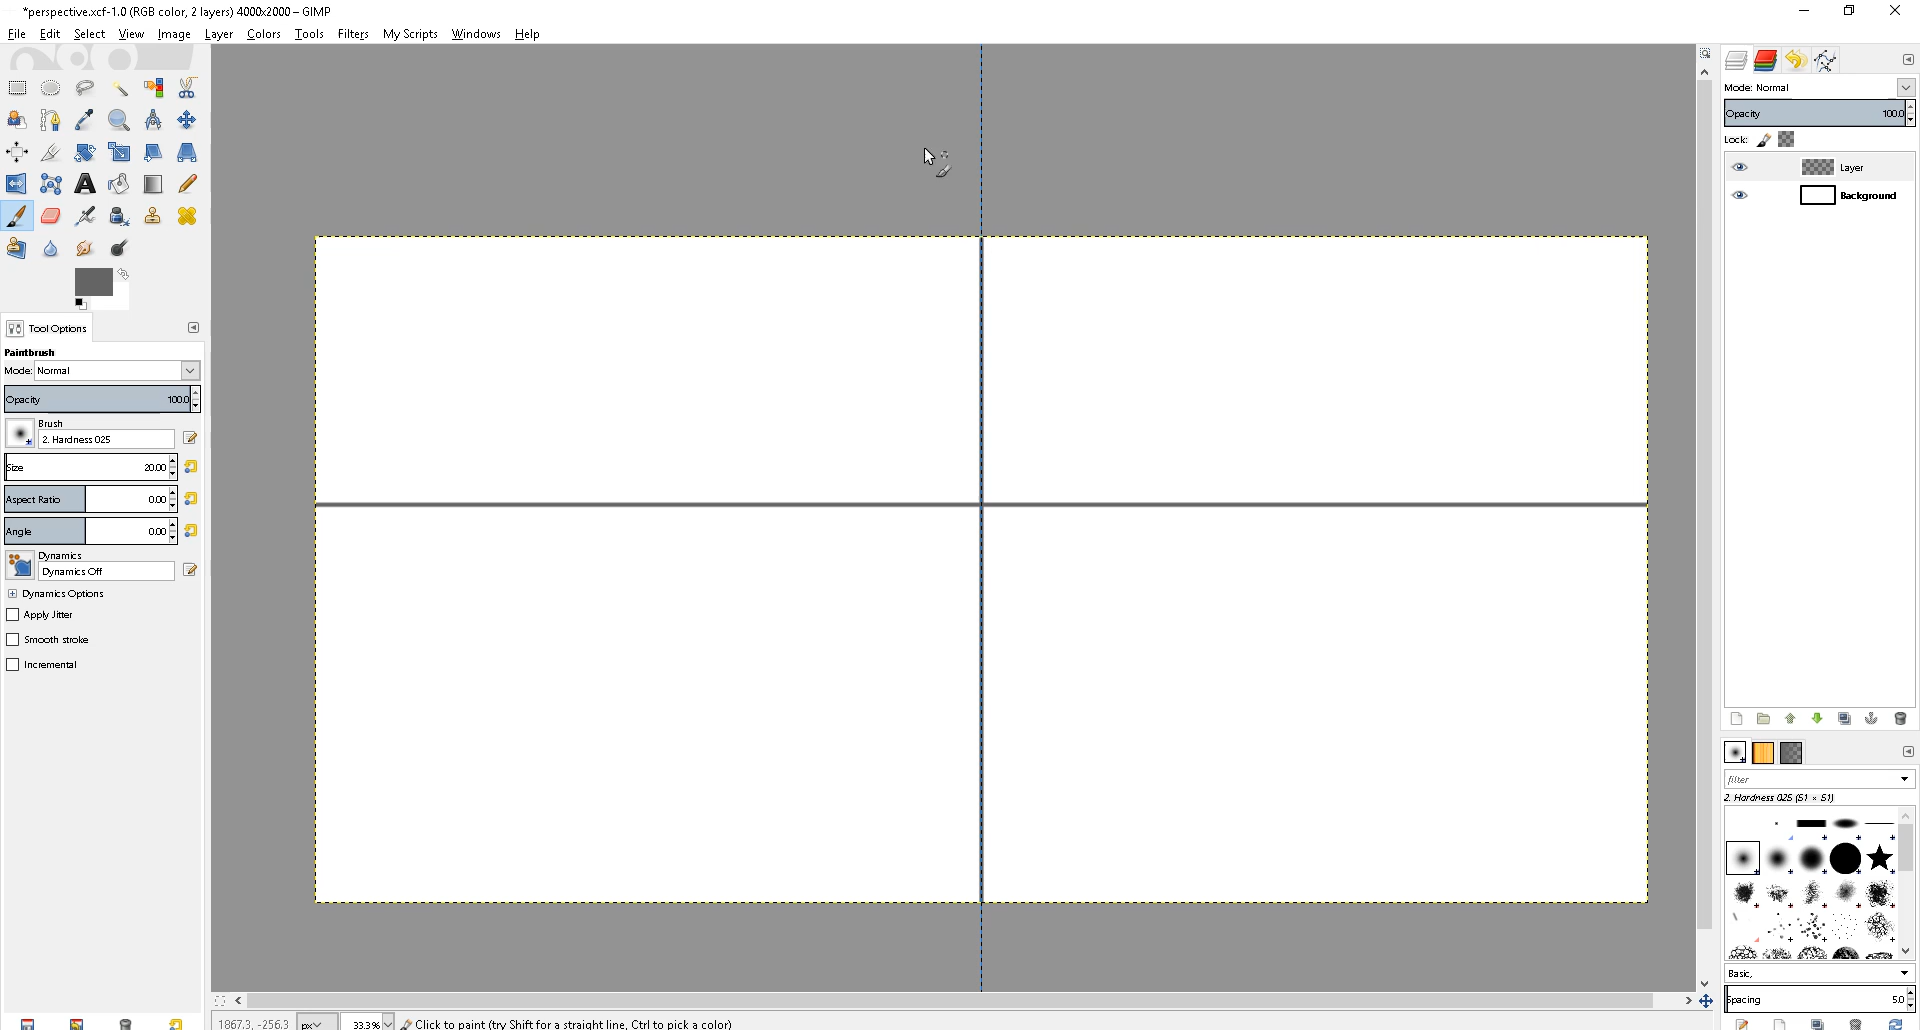 *perspective.xcf-1.0 (RGB color, 2 layers) 4000x2000 – GIMP
File Edit Select View Image Layer Colors Tools Filters My Scripts Windows Help
Tool Options
Paintbrush
Mode: Normal
Opacity 100.0
Brush
2. Hardness 025
Size 20.00
Aspect Ratio 0.00
Angle 0.00
Dynamics
Dynamics Off
Dynamics Options
Apply Jitter
Smooth stroke
Incremental
1867.3, -256.3 px 33.3% Click to paint (try Shift for a straight line, Ctrl to pick a color)
Mode: Normal
Opacity 100.0
Lock:
Layer
Background
filter
2. Hardness 025 (51 × 51)
Basic,
Spacing 5.0